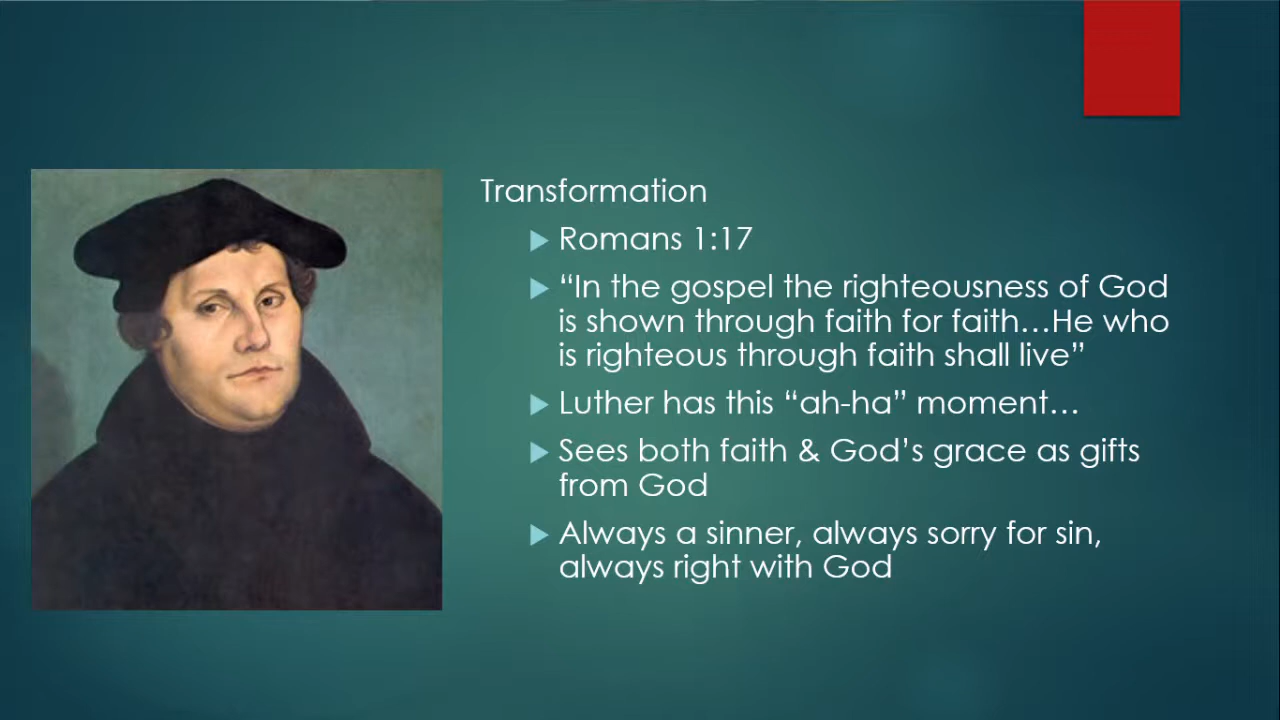 Transformation
Romans 1:17
“In the gospel the righteousness of God
is shown through faith for faith…He who
is righteous through faith shall live”
Luther has this “ah-ha” moment…
Sees both faith & God’s grace as gifts
from God
Always a sinner, always sorry for sin,
always right with God